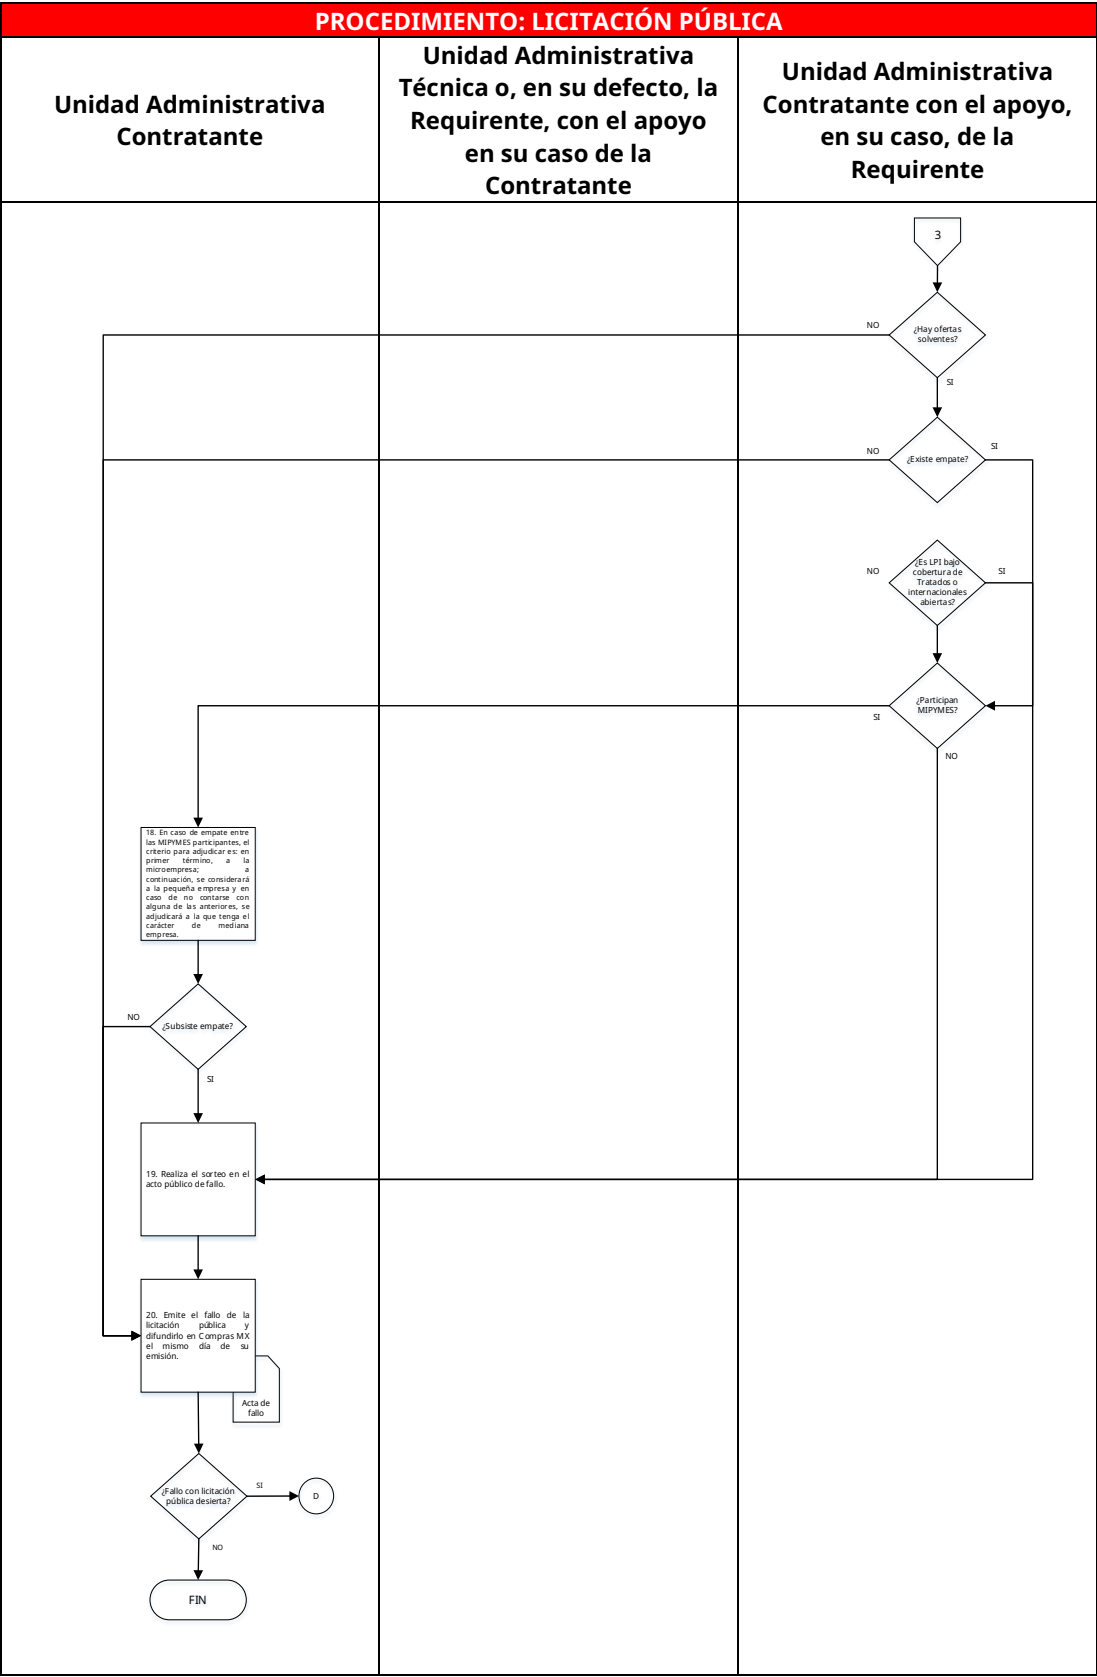 PROCEDIMIENTO: LICITACIÓN PÚBLICA
Unidad Administrativa
Contratante
Unidad Administrativa
Técnica o, en su defecto, la
Requirente, con el apoyo
en su caso de la
Contratante
Unidad Administrativa
Contratante con el apoyo,
en su caso, de la
Requirente
3
¿Hay ofertas
solventes?
NO
SI
¿Existe empate?
NO
SI
¿Es LPI bajo
cobertura de
Tratados o
internacionales
abiertas?
NO
SI
¿Participan
MIPYMES?
SI
NO
18. En caso de empate entre
las MIPYMES participantes, el
criterio para adjudicar es: en
primer término, a la
microempresa; a
continuación, se considerará
a la pequeña empresa y en
caso de no contarse con
alguna de las anteriores, se
adjudicará a la que tenga el
carácter de mediana
empresa.
NO
¿Subsiste empate?
SI
19. Realiza el sorteo en el
acto público de fallo.
20. Emite el fallo de la
licitación pública y
difundirlo en Compras MX
el mismo día de su
emisión.
Acta de
fallo
¿Fallo con licitación
pública desierta?
SI
D
NO
FIN